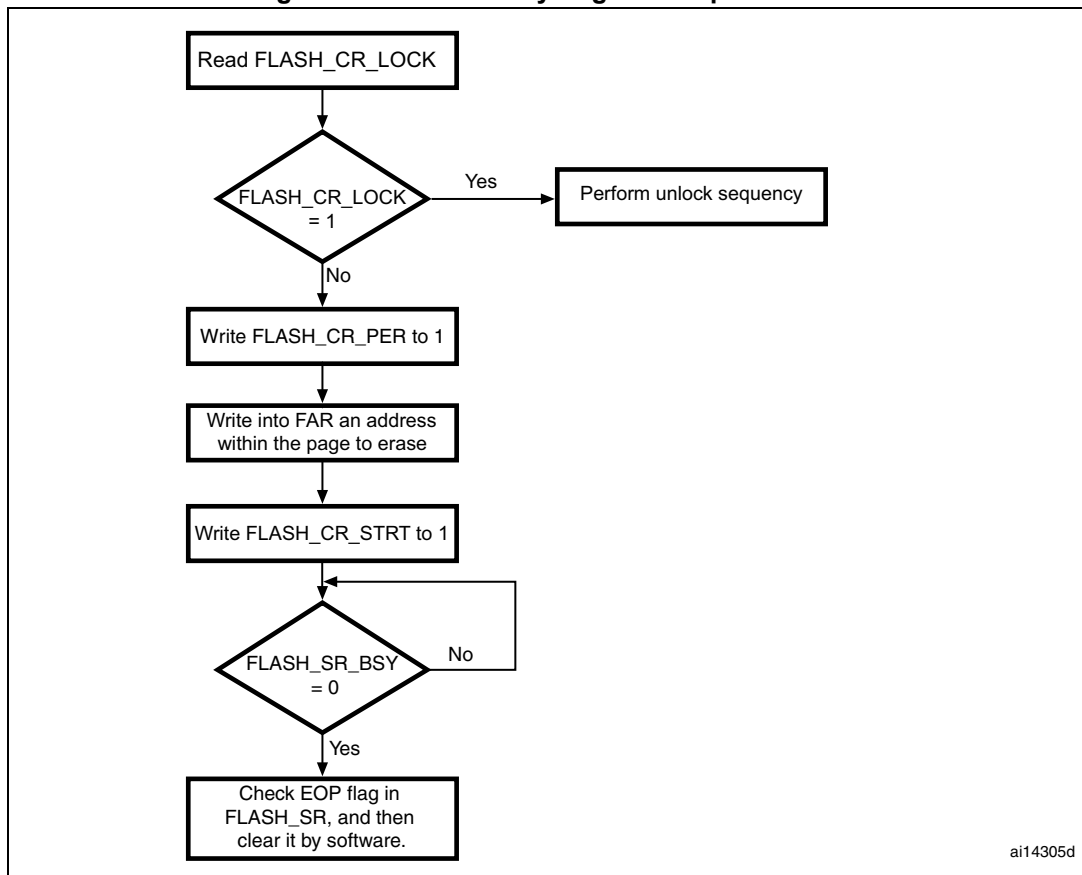 Read FLASH_CR_LOCK
FLASH_CR_LOCK
= 1
Yes
Perform unlock sequency
No
Write FLASH_CR_PER to 1
Write into FAR an address
within the page to erase
Write FLASH_CR_STRT to 1
FLASH_SR_BSY
= 0
No
Yes
Check EOP flag in
FLASH_SR, and then
clear it by software.
ai14305d